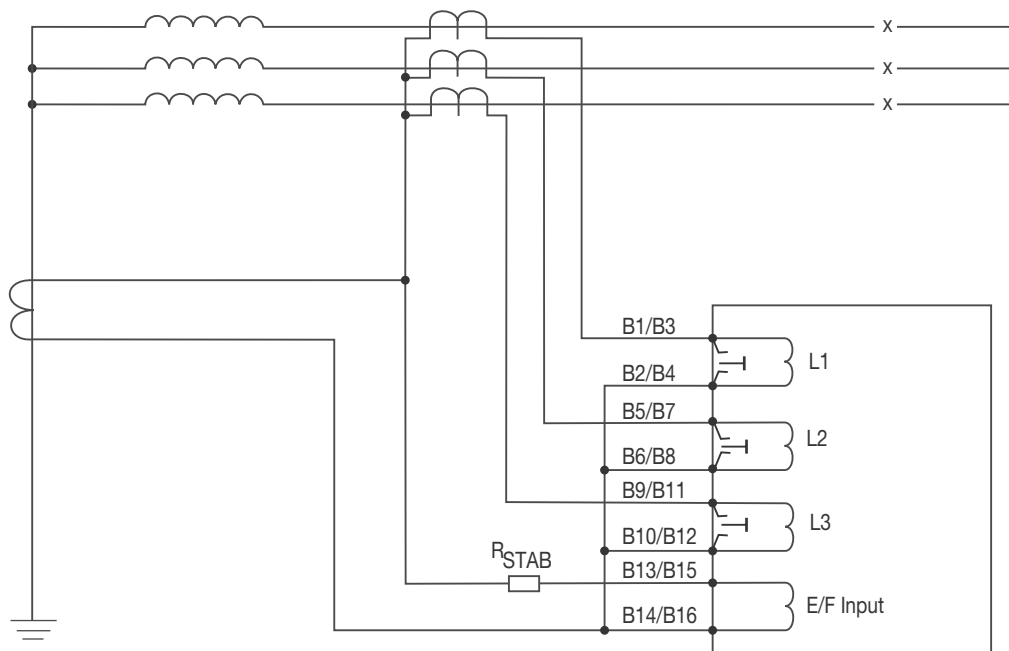 x
x
x
B1/B3
L1
B2/B4
B5/B7
L2
B6/B8
B9/B11
L3
B10/B12
RSTAB
B13/B15
E/F Input
B14/B16